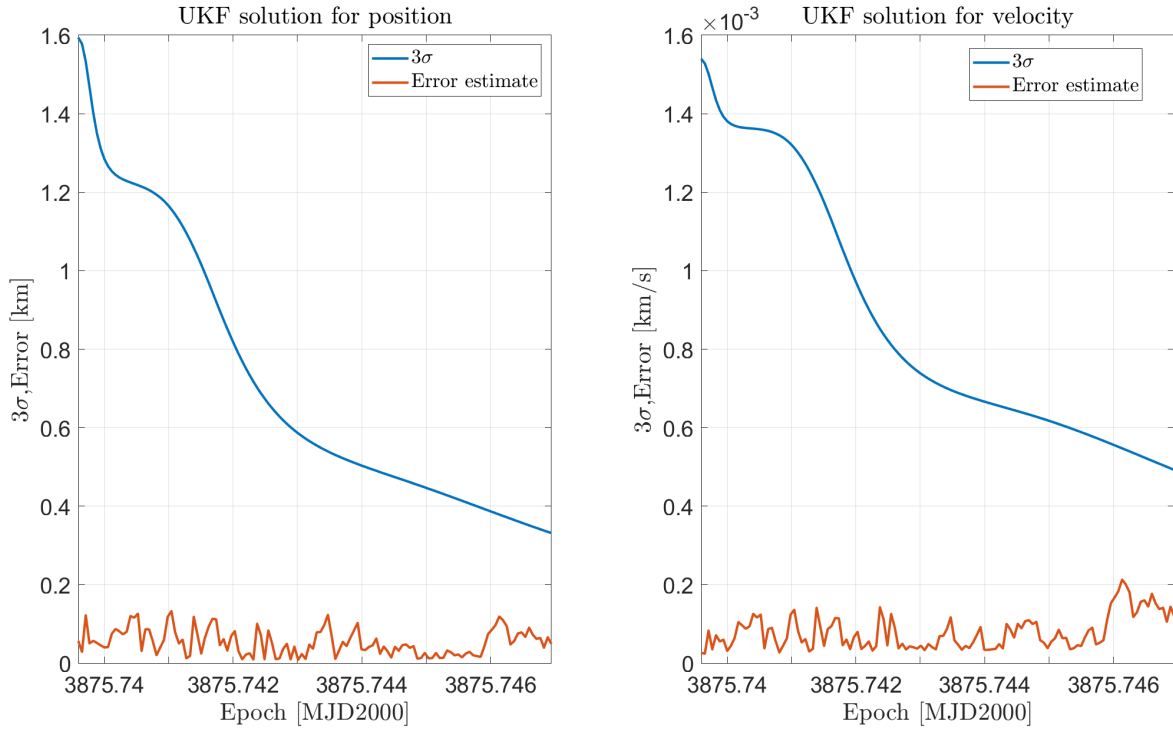 UKF solution for position
3σ
Error estimate
1.6
1.4
1.2
1
0.8
0.6
0.4
0.2
0
3σ,Error [km]
3875.74 3875.742 3875.744 3875.746
Epoch [MJD2000]
UKF solution for velocity
×10⁻³
3σ
Error estimate
1.6
1.4
1.2
1
0.8
0.6
0.4
0.2
0
3σ,Error [km/s]
3875.74 3875.742 3875.744 3875.746
Epoch [MJD2000]